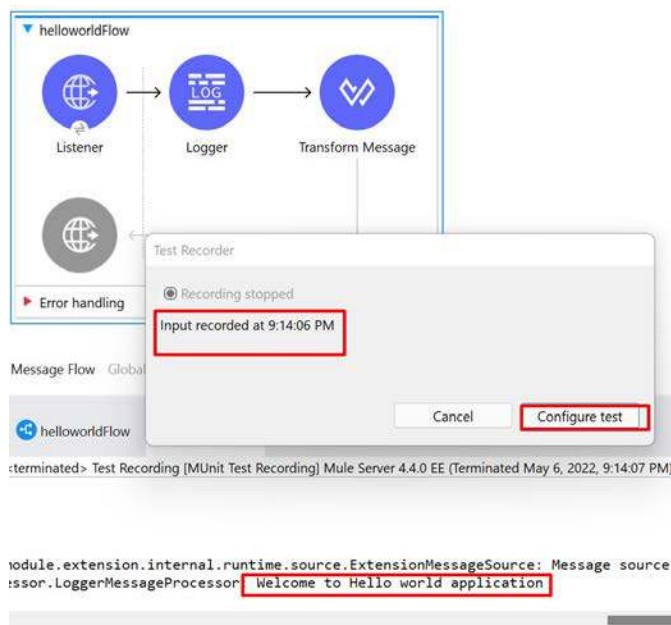 helloworldFlow
LOG
Listener
Logger
Transform Message
Test Recorder
Recording stopped
Error handling
Input recorded at 9:14:06 PM
Message Flow Global
Cancel
Configure test
helloworldFlow
<terminated> Test Recording [MUnit Test Recording] Mule Server 4.4.0 EE (Terminated May 6, 2022, 9:14:07 PM)
module.extension.internal.runtime.source.ExtensionMessageSource: Message source
essor.LoggerMessageProcessor: Welcome to Hello world application